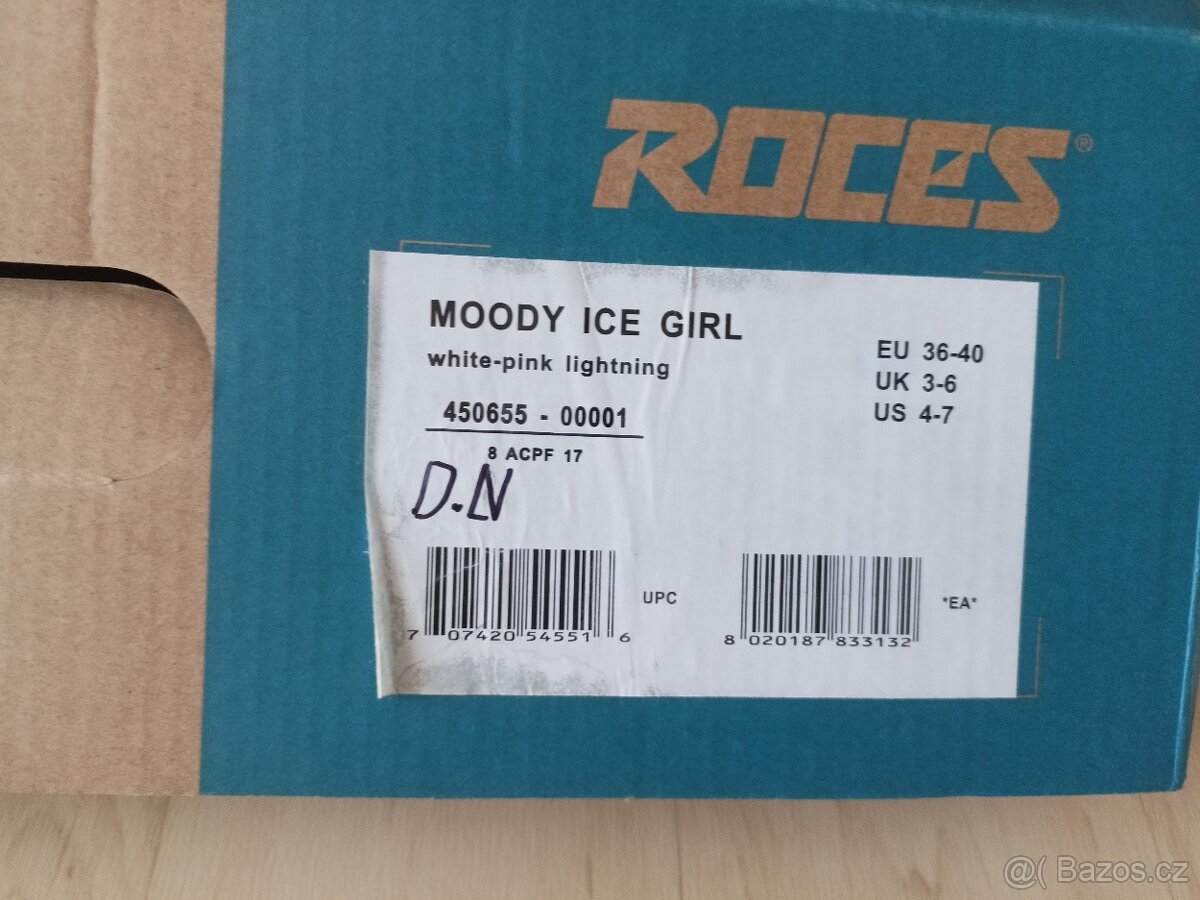 ROCES®
MOODY ICE GIRL
white-pink lightning
450655 - 00001
8 ACPF 17
D.N
EU 36-40
UK 3-6
US 4-7
7 07420 54551 6
UPC
8 020187 833132
*EA*
@( Bazos.cz